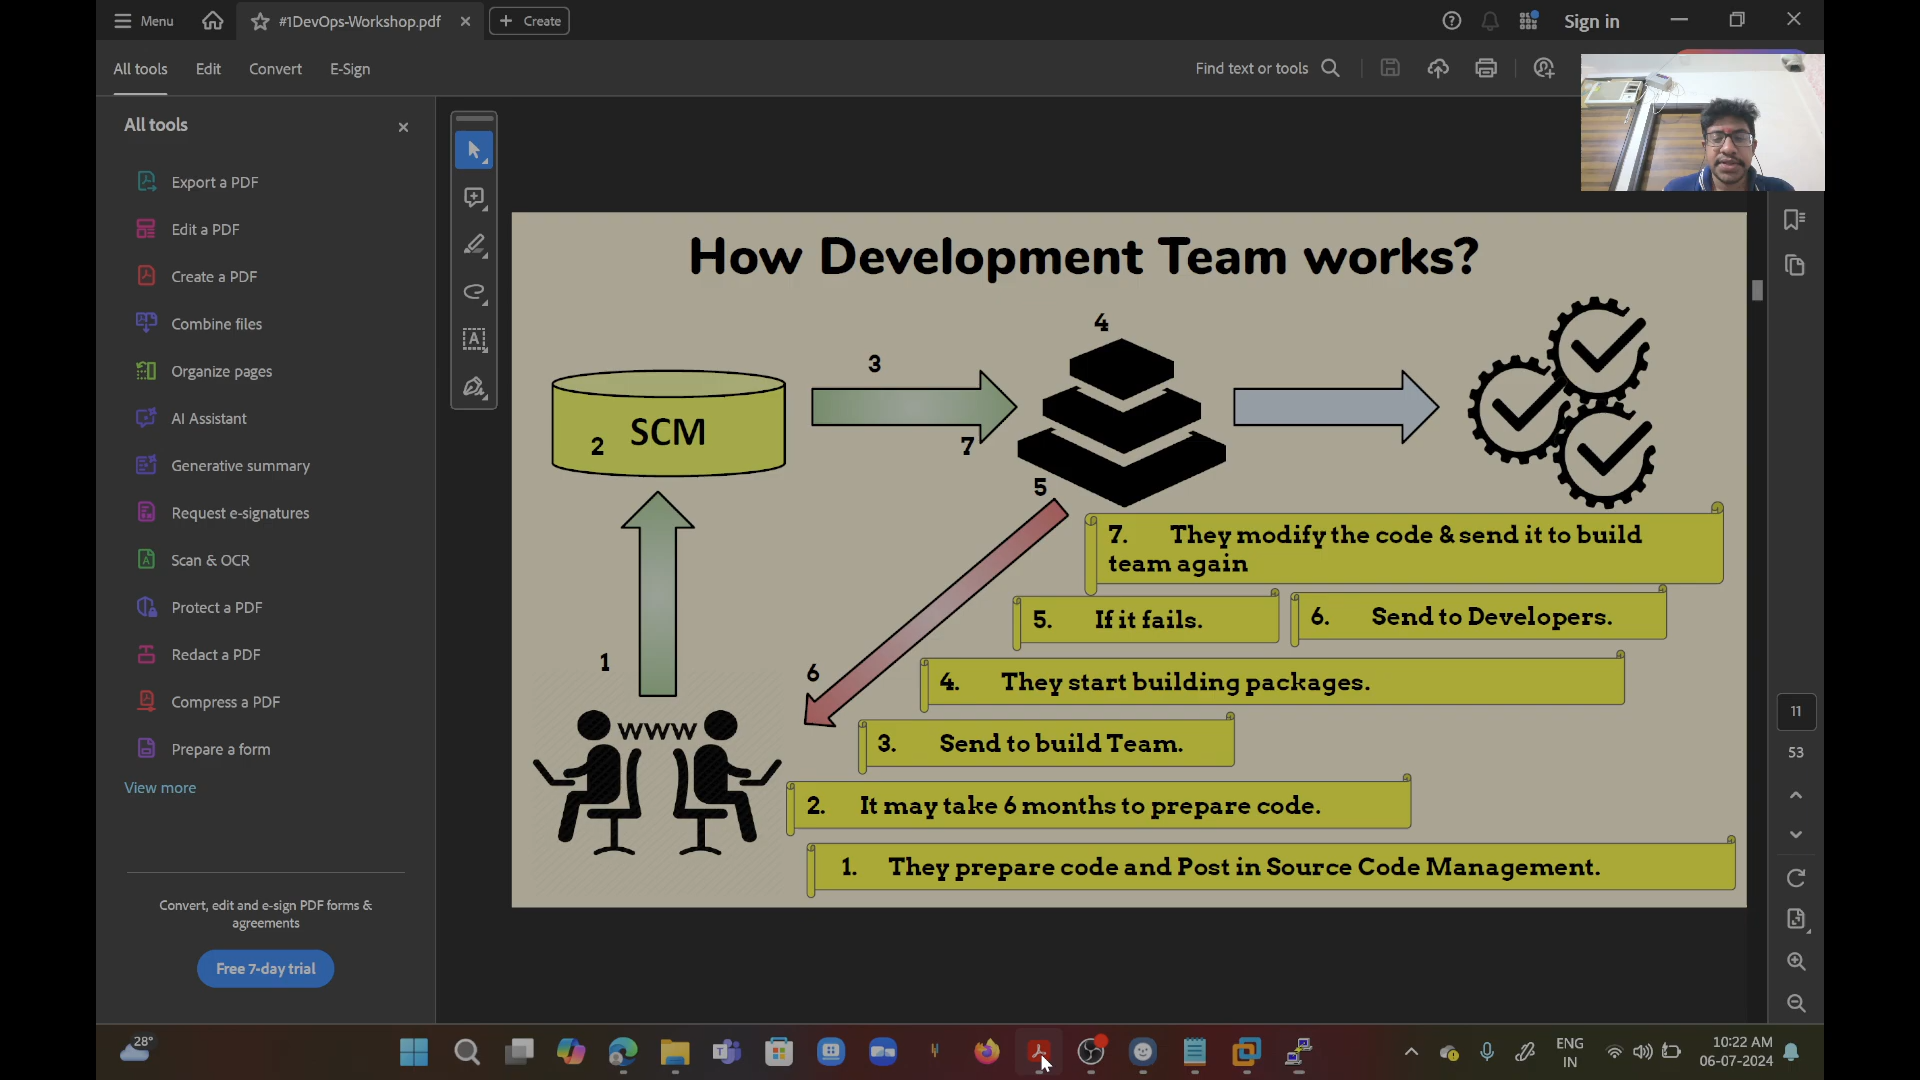 Menu
#1DevOps-Workshop.pdf
Create
Sign in
All tools
Edit
Convert
E-Sign
Find text or tools
All tools
Export a PDF
Edit a PDF
Create a PDF
Combine files
Organize pages
AI Assistant
Generative summary
Request e-signatures
Scan & OCR
Protect a PDF
Redact a PDF
Compress a PDF
Prepare a form
View more
Convert, edit and e-sign PDF forms &
agreements
Free 7-day trial
How Development Team works?
4
3
2 SCM
7
5
7. They modify the code & send it to build
team again
5. If it fails.
6. Send to Developers.
1
6
4. They start building packages.
www
3. Send to build Team.
2. It may take 6 months to prepare code.
1. They prepare code and Post in Source Code Management.
11
53
28°
ENG
IN
10:22 AM
06-07-2024